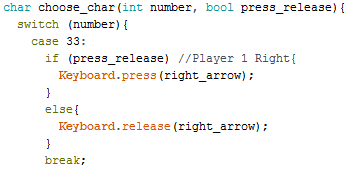 char choose_char(int number, bool press_release){
switch (number){
case 33:
if (press_release) //Player 1 Right{
Keyboard.press(right_arrow);
}
else{
Keyboard.release(right_arrow);
}
break;